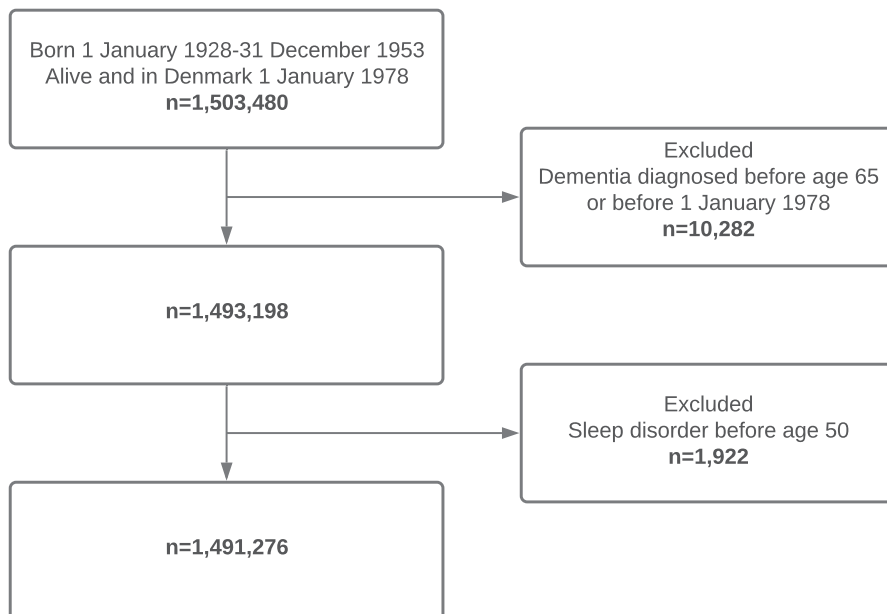 Born 1 January 1928-31 December 1953
Alive and in Denmark 1 January 1978
n=1,503,480
Excluded
Dementia diagnosed before age 65
or before 1 January 1978
n=10,282
n=1,493,198
Excluded
Sleep disorder before age 50
n=1,922
n=1,491,276